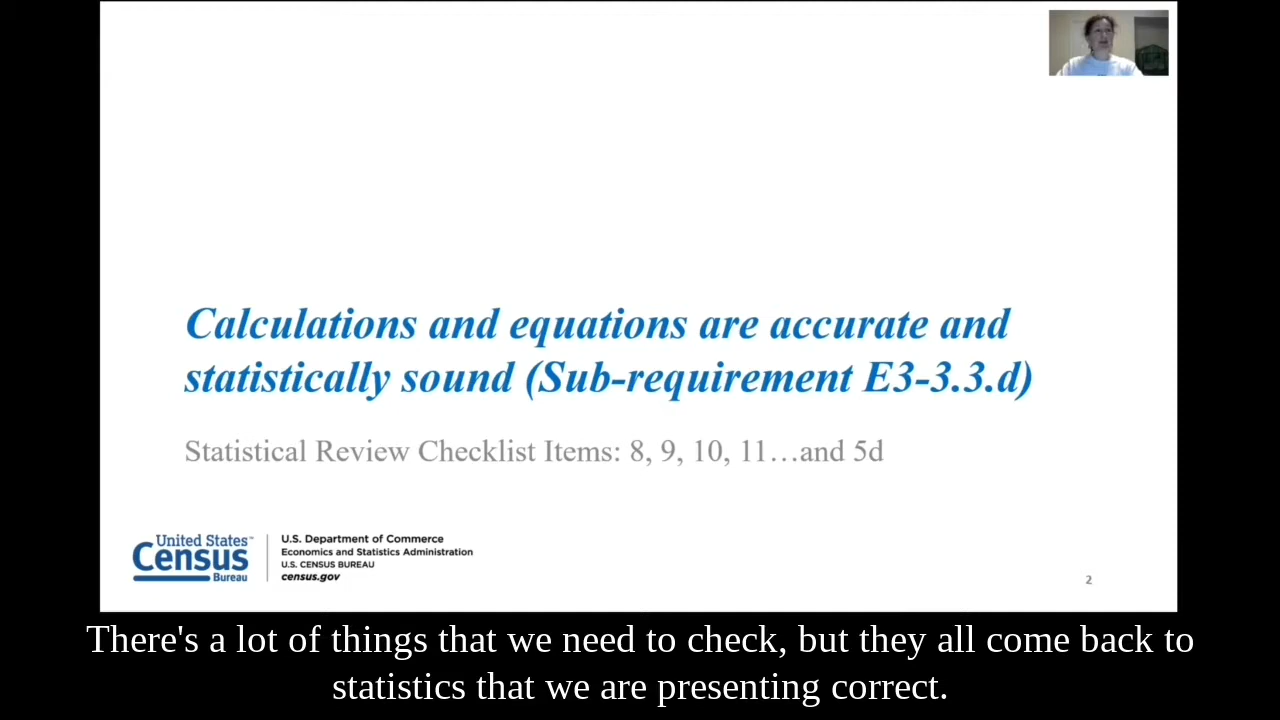 Calculations and equations are accurate and
statistically sound (Sub-requirement E3-3.3.d)
Statistical Review Checklist Items: 8, 9, 10, 11…and 5d
United States™
Census
Bureau
U.S. Department of Commerce
Economics and Statistics Administration
U.S. CENSUS BUREAU
census.gov
2
There's a lot of things that we need to check, but they all come back to
statistics that we are presenting correct.